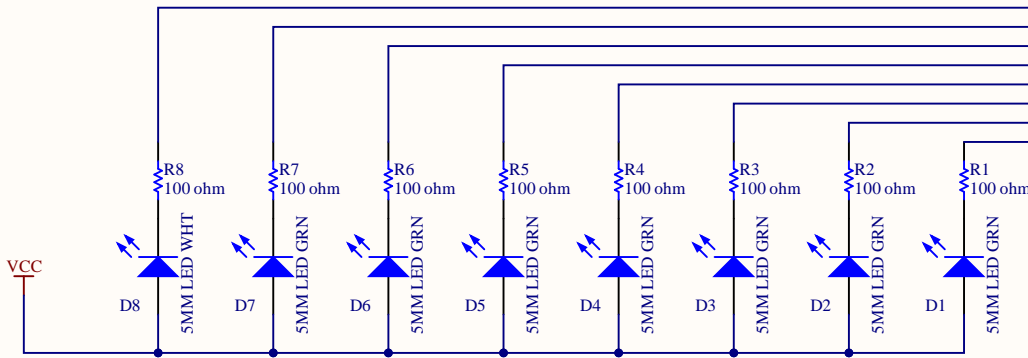 R8
100 ohm
R7
100 ohm
R6
100 ohm
R5
100 ohm
R4
100 ohm
R3
100 ohm
R2
100 ohm
R1
100 ohm
VCC
D8
5MM LED WHT
D7
5MM LED GRN
D6
5MM LED GRN
D5
5MM LED GRN
D4
5MM LED GRN
D3
5MM LED GRN
D2
5MM LED GRN
D1
5MM LED GRN